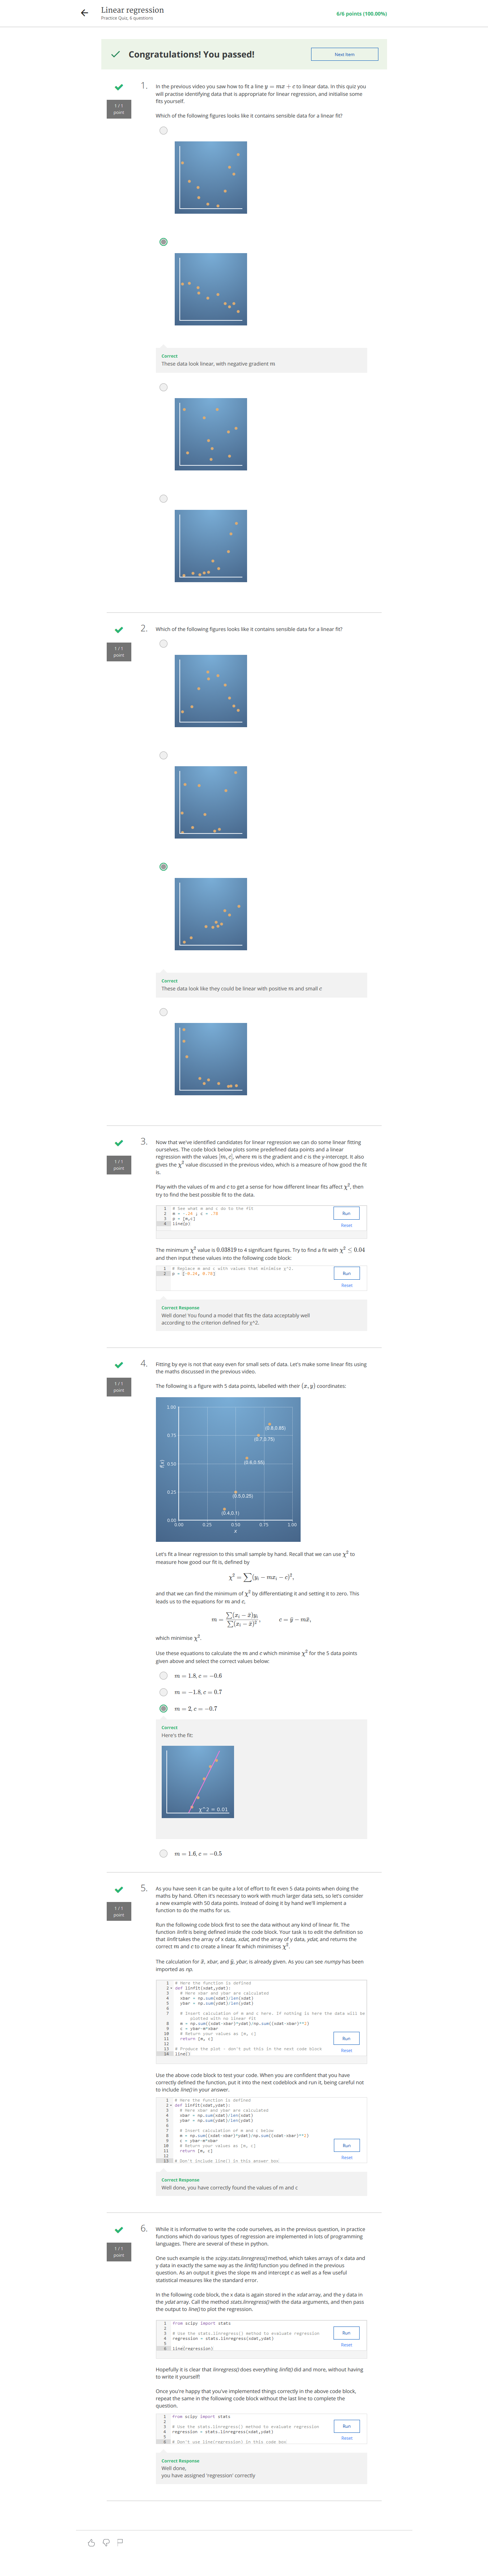 Linear regression
Practice Quiz, 6 questions
6/6 points (100.00%)
Congratulations! You passed!
Next Item
1.
1 / 1
point
In the previous video you saw how to fit a line y = mx + c to linear data. In this quiz you
will practise identifying data that is appropriate for linear regression, and initialise some
fits yourself.
Which of the following figures looks like it contains sensible data for a linear fit?
Correct
These data look linear, with negative gradient m
2.
1 / 1
point
Which of the following figures looks like it contains sensible data for a linear fit?
Correct
These data look like they could be linear with positive m and small c
3.
1 / 1
point
Now that we've identified candidates for linear regression we can do some linear fitting
ourselves. The code block below plots some predefined data points and a linear
regression with the values [m, c], where m is the gradient and c is the y-intercept. It also
gives the χ² value discussed in the previous video, which is a measure of how good the fit
is.
Play with the values of m and c to get a sense for how different linear fits affect χ², then
try to find the best possible fit to the data.
1 # See what m and c do to the fit
3 p = [m,c]
4 line(p)
Run
Reset
The minimum χ² value is 0.03819 to 4 significant figures. Try to find a fit with χ² ≤ 0.04
and then input these values into the following code block:
1 # Replace m and c with values that minimise χ^2.
Run
Reset
Correct Response
Well done! You found a model that fits the data acceptably well
according to the criterion defined for χ^2.
4.
1 / 1
point
Fitting by eye is not that easy even for small sets of data. Let's make some linear fits using
the maths discussed in the previous video.
The following is a figure with 5 data points, labelled with their (x, y) coordinates:
1.00
(0.8,0.85)
0.75
(0.7,0.75)
f(x)
0.50
(0.6,0.55)
0.25
(0.5,0.25)
(0.4,0.1)
0.00
0.00 0.25 0.50 0.75 1.00
x
Let's fit a linear regression to this small sample by hand. Recall that we can use χ² to
measure how good our fit is, defined by
χ² = ∑(yᵢ − mxᵢ − c)²,
and that we can find the minimum of χ² by differentiating it and setting it to zero. This
leads us to the equations for m and c,
m = ∑(xᵢ − x̄)yᵢ / ∑(xᵢ − x̄)², c = ȳ − mx̄,
which minimise χ².
Use these equations to calculate the m and c which minimise χ² for the 5 data points
given above and select the correct values below:
m = 1.8, c = −0.6
m = −1.8, c = 0.7
m = 2, c = −0.7
Correct
Here's the fit:
χ^2 = 0.01
m = 1.6, c = −0.5
5.
1 / 1
point
As you have seen it can be quite a lot of effort to fit even 5 data points when doing the
maths by hand. Often it's necessary to work with much larger data sets, so let's consider
a new example with 50 data points. Instead of doing it by hand we'll implement a
function to do the maths for us.
Run the following code block first to see the data without any kind of linear fit. The
function linfit is being defined inside the code block. Your task is to edit the definition so
that linfit takes the array of x data, xdat, and the array of y data, ydat, and returns the
correct m and c to create a linear fit which minimises χ².
The calculation for x̄, xbar, and ȳ, ybar, is already given. As you can see numpy has been
imported as np.
1 # Here the function is defined
2 def linfit(xdat,ydat):
3 # Here xbar and ybar are calculated
4 xbar = np.sum(xdat)/len(xdat)
5 ybar = np.sum(ydat)/len(ydat)
6
7 # Insert calculation of m and c here. If nothing is here the data will be
plotted with no linear fit
8 m = np.sum((xdat-xbar)*ydat)/np.sum((xdat-xbar)**2)
9 c = ybar-m*xbar
10 # Return your values as [m, c]
11 return [m, c]
12
13 # Produce the plot - don't put this in the next code block
14 line()
Run
Reset
Use the above code block to test your code. When you are confident that you have
correctly defined the function, put it into the next codeblock and run it, being careful not
to include line() in your answer.
1 # Here the function is defined
2 def linfit(xdat,ydat):
3 # Here xbar and ybar are calculated
4 xbar = np.sum(xdat)/len(xdat)
5 ybar = np.sum(ydat)/len(ydat)
6
7 # Insert calculation of m and c below
8 m = np.sum((xdat-xbar)*ydat)/np.sum((xdat-xbar)**2)
9 c = ybar-m*xbar
10 # Return your values as [m, c]
11 return [m, c]
12
13 # Don't include line() in this answer box
Run
Reset
Correct Response
Well done, you have correctly found the values of m and c
6.
1 / 1
point
While it is informative to write the code ourselves, as in the previous question, in practice
functions which do various types of regression are implemented in lots of programming
languages. There are several of these in python.
One such example is the scipy.stats.linregress() method, which takes arrays of x data and
y data in exactly the same way as the linfit() function you defined in the previous
question. As an output it gives the slope m and intercept c as well as a few useful
statistical measures like the standard error.
In the following code block, the x data is again stored in the xdat array, and the y data in
the ydat array. Call the method stats.linregress() with the data arguments, and then pass
the output to line() to plot the regression.
1 from scipy import stats
2
3 # Use the stats.linregress() method to evaluate regression
4 regression = stats.linregress(xdat,ydat)
5
6 line(regression)
Run
Reset
Hopefully it is clear that linregress() does everything linfit() did and more, without having
to write it yourself!
Once you're happy that you've implemented things correctly in the above code block,
repeat the same in the following code block without the last line to complete the
question.
1 from scipy import stats
2
3 # Use the stats.linregress() method to evaluate regression
4 regression = stats.linregress(xdat,ydat)
5
6 # Don't use line(regression) in this code box
Run
Reset
Correct Response
Well done,
you have assigned 'regression' correctly